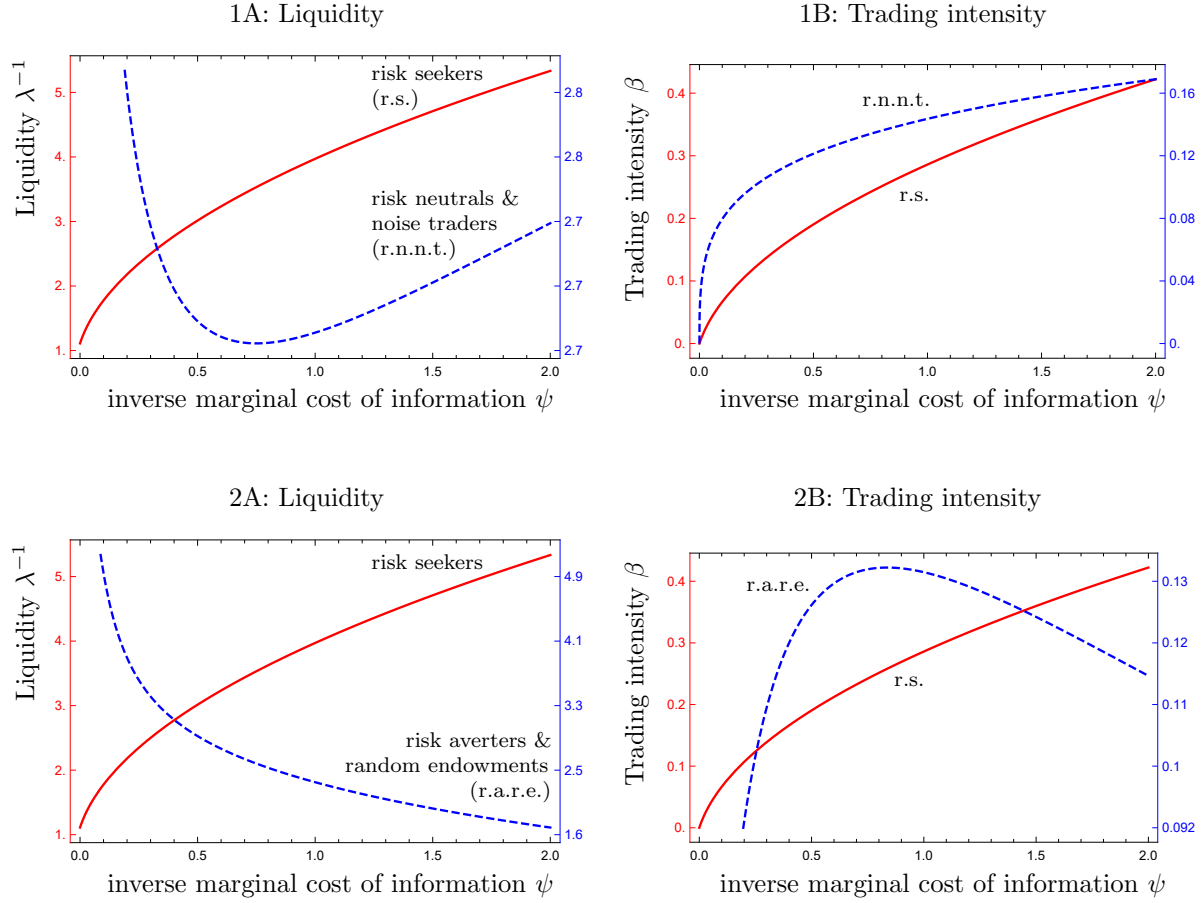 1A: Liquidity
Liquidity λ⁻¹
5.
4.
3.
2.
1.
risk seekers
(r.s.)
risk neutrals &
noise traders
(r.n.n.t.)
2.8
2.8
2.7
2.7
2.7
0.0 0.5 1.0 1.5 2.0
inverse marginal cost of information ψ
1B: Trading intensity
Trading intensity β
0.4
0.3
0.2
0.1
0.
r.n.n.t.
r.s.
0.16
0.12
0.08
0.04
0.
0.0 0.5 1.0 1.5 2.0
inverse marginal cost of information ψ
2A: Liquidity
Liquidity λ⁻¹
5.
4.
3.
2.
1.
risk seekers
risk averters &
random endowments
(r.a.r.e.)
4.9
4.1
3.3
2.5
1.6
0.0 0.5 1.0 1.5 2.0
inverse marginal cost of information ψ
2B: Trading intensity
Trading intensity β
0.4
0.3
0.2
0.1
0.
r.a.r.e.
r.s.
0.13
0.12
0.11
0.1
0.092
0.0 0.5 1.0 1.5 2.0
inverse marginal cost of information ψ